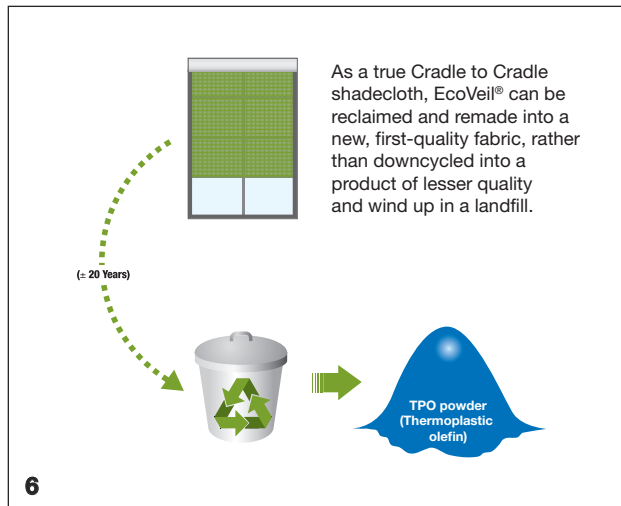 As a true Cradle to Cradle
shadecloth, EcoVeil® can be
reclaimed and remade into a
new, first-quality fabric, rather
than downcycled into a
product of lesser quality
and wind up in a landfill.
(± 20 Years)
TPO powder
(Thermoplastic
olefin)
6